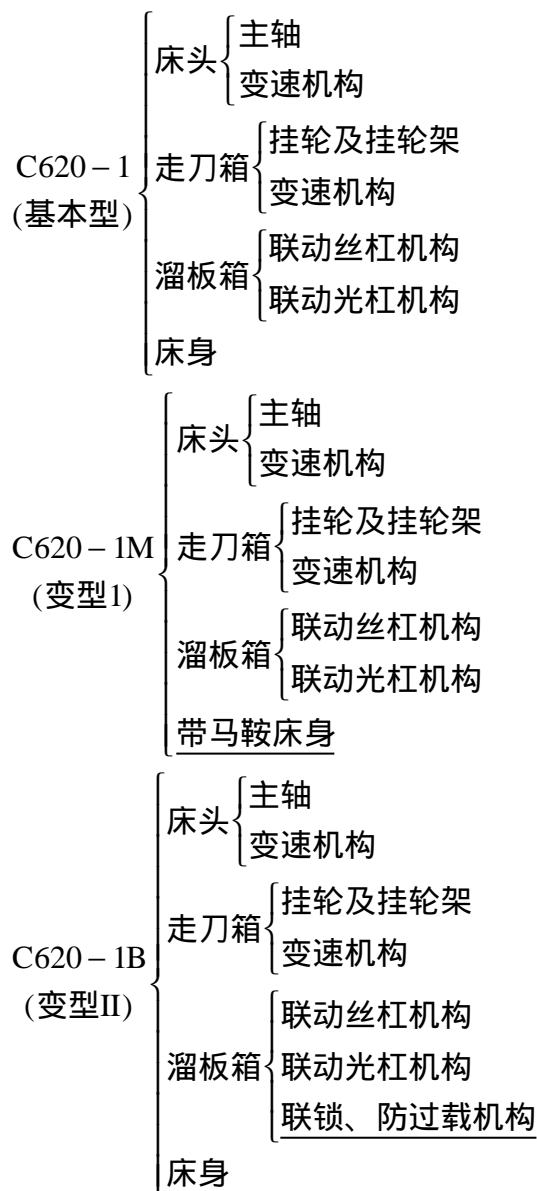 床头
主轴
变速机构
C620－1
(基本型)
走刀箱
挂轮及挂轮架
变速机构
溜板箱
联动丝杠机构
联动光杠机构
床身
床头
主轴
变速机构
C620－1M
(变型1)
走刀箱
挂轮及挂轮架
变速机构
溜板箱
联动丝杠机构
联动光杠机构
带马鞍床身
床头
主轴
变速机构
C620－1B
(变型II)
走刀箱
挂轮及挂轮架
变速机构
溜板箱
联动丝杠机构
联动光杠机构
联锁、防过载机构
床身